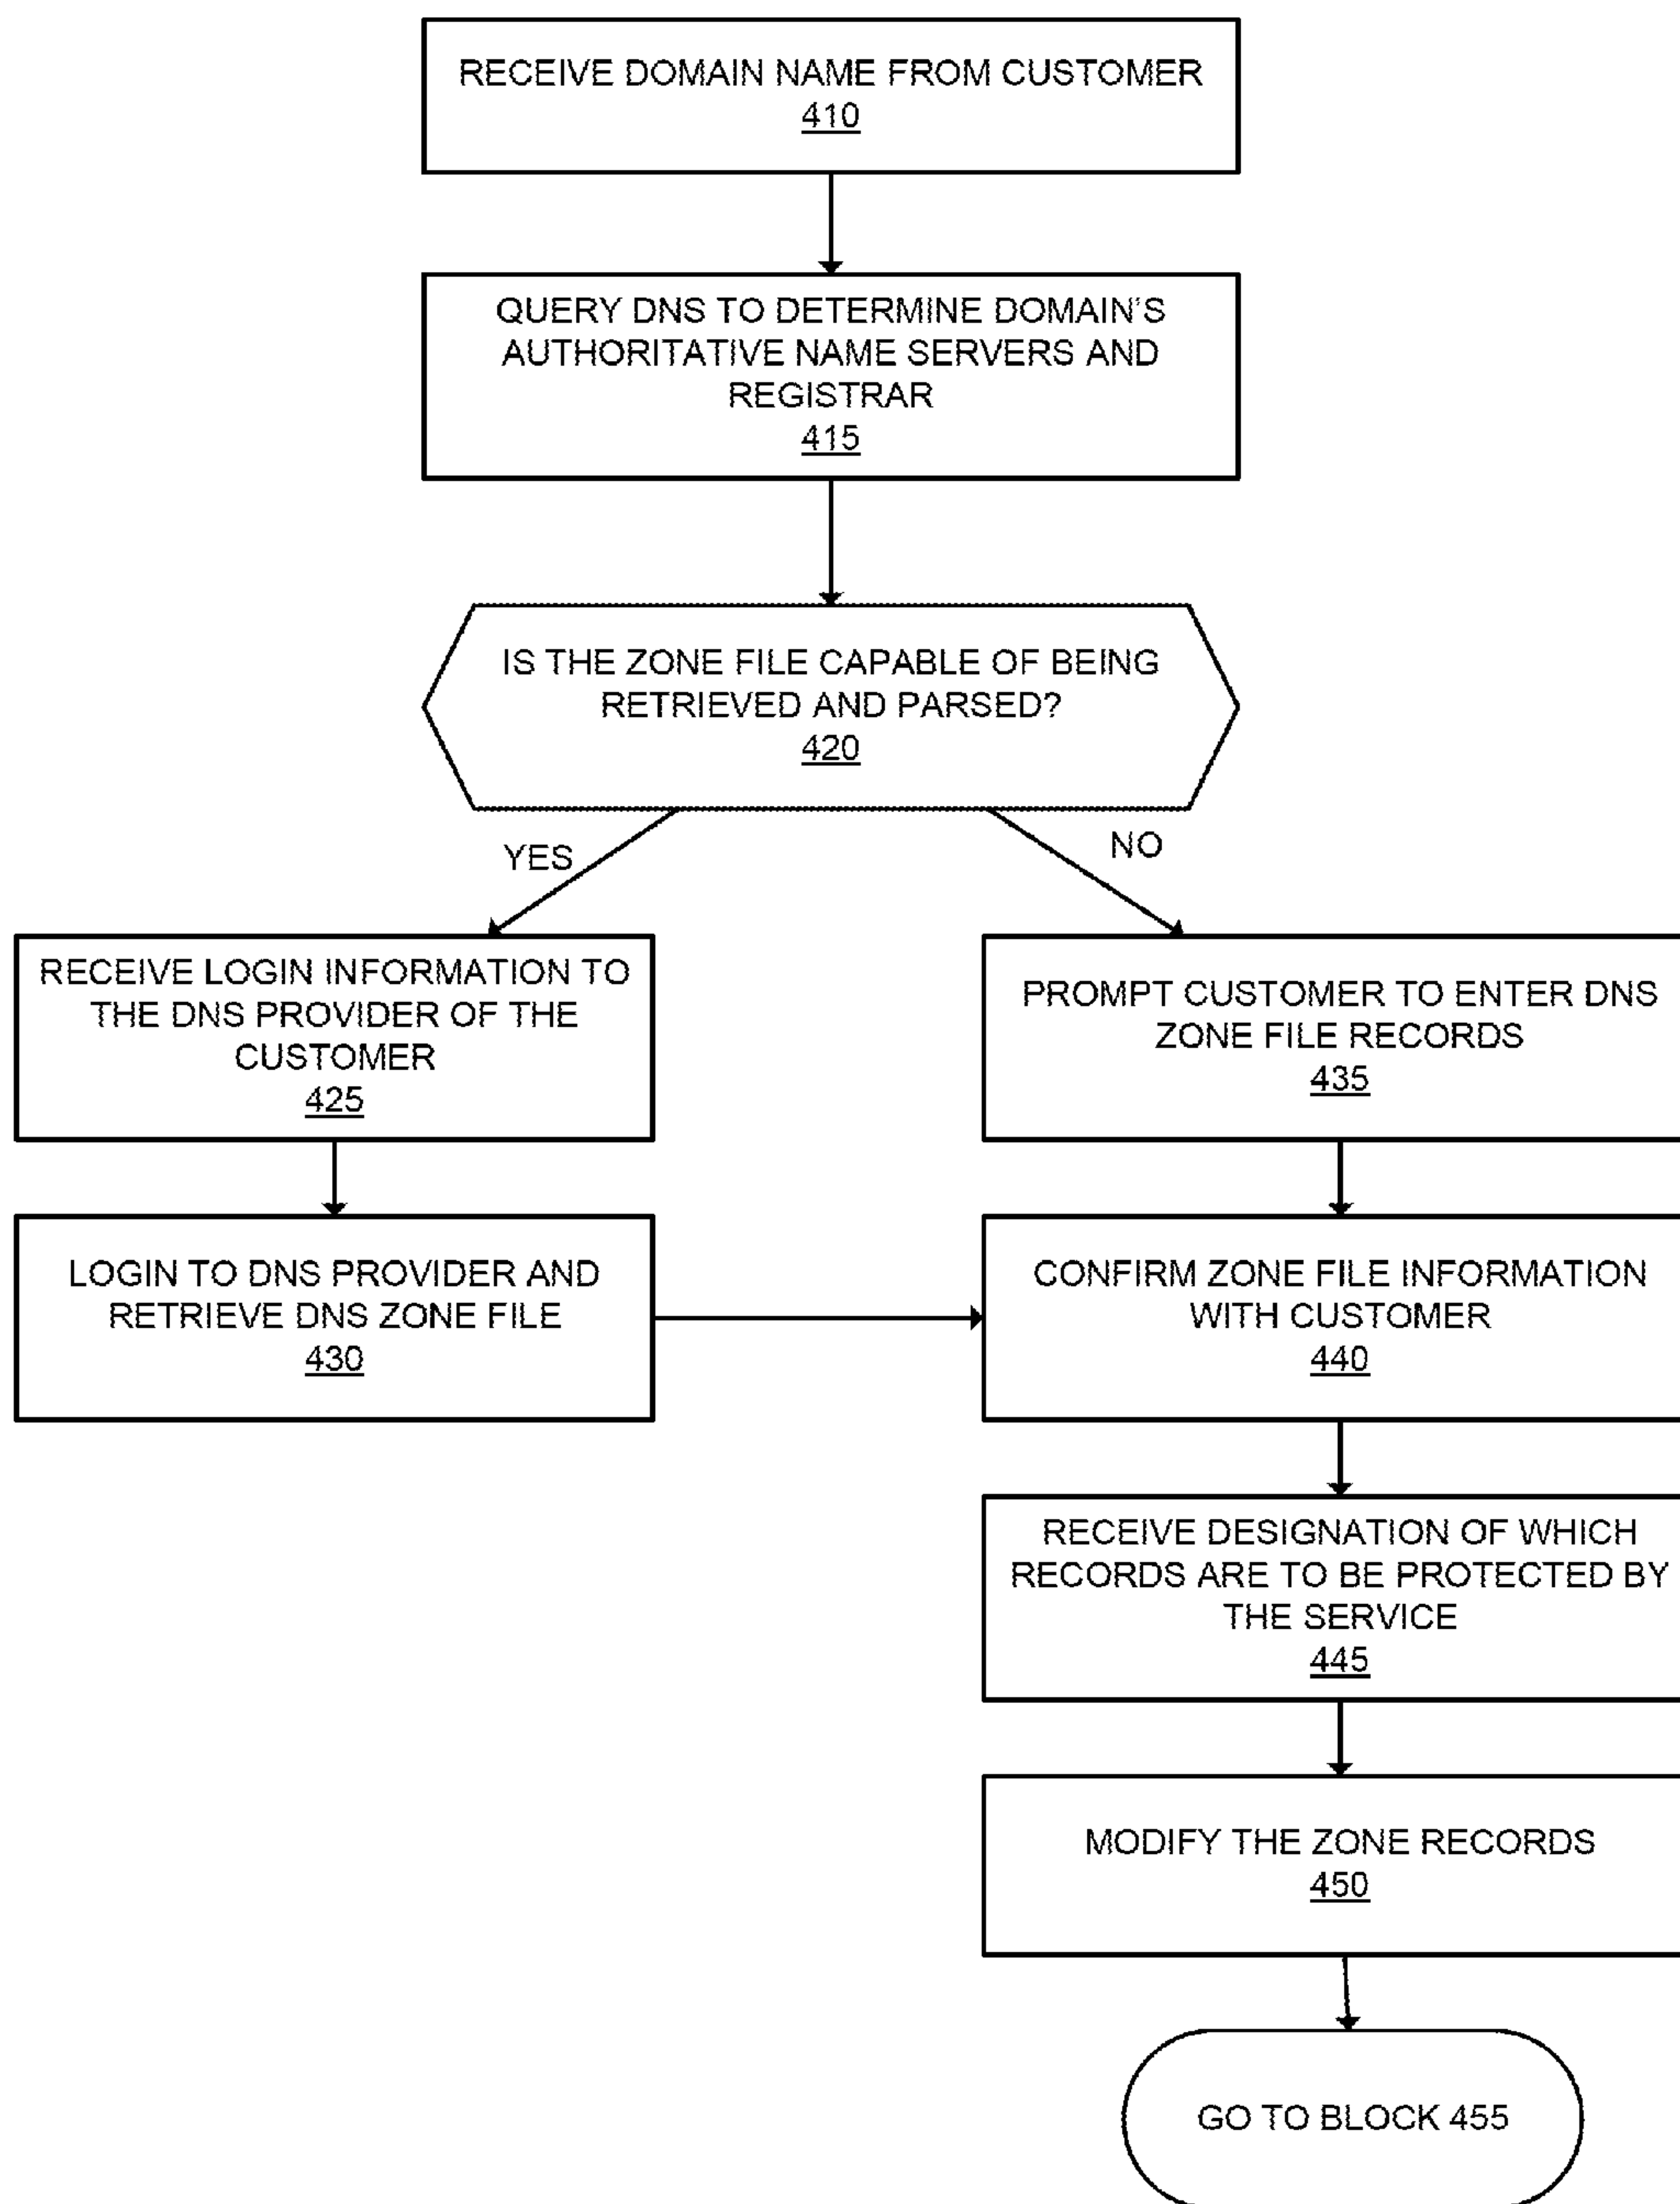 RECEIVE DOMAIN NAME FROM CUSTOMER
410
QUERY DNS TO DETERMINE DOMAIN'S
AUTHORITATIVE NAME SERVERS AND
REGISTRAR
415
IS THE ZONE FILE CAPABLE OF BEING
RETRIEVED AND PARSED?
420
YES
NO
RECEIVE LOGIN INFORMATION TO
THE DNS PROVIDER OF THE
CUSTOMER
425
PROMPT CUSTOMER TO ENTER DNS
ZONE FILE RECORDS
435
LOGIN TO DNS PROVIDER AND
RETRIEVE DNS ZONE FILE
430
CONFIRM ZONE FILE INFORMATION
WITH CUSTOMER
440
RECEIVE DESIGNATION OF WHICH
RECORDS ARE TO BE PROTECTED BY
THE SERVICE
445
MODIFY THE ZONE RECORDS
450
GO TO BLOCK 455